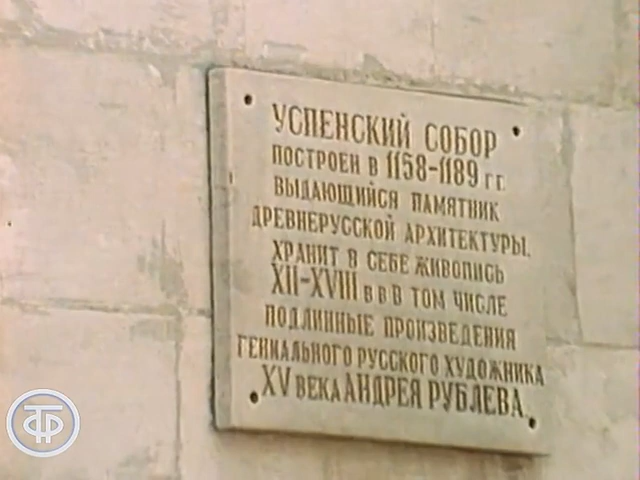 УСПЕНСКИЙ СОБОР
ПОСТРОЕН В 1158-1189 ГГ.
ВЫДАЮЩИЙСЯ ПАМЯТНИК
ДРЕВНЕРУССКОЙ АРХИТЕКТУРЫ.
ХРАНИТ В СЕБЕ ЖИВОПИСЬ
XII-XVIII В В В ТОМ ЧИСЛЕ
ПОДЛИННЫЕ ПРОИЗВЕДЕНИЯ
ГЕНИАЛЬНОГО РУССКОГО ХУДОЖНИКА
XV ВЕКА АНДРЕЯ РУБЛЕВА